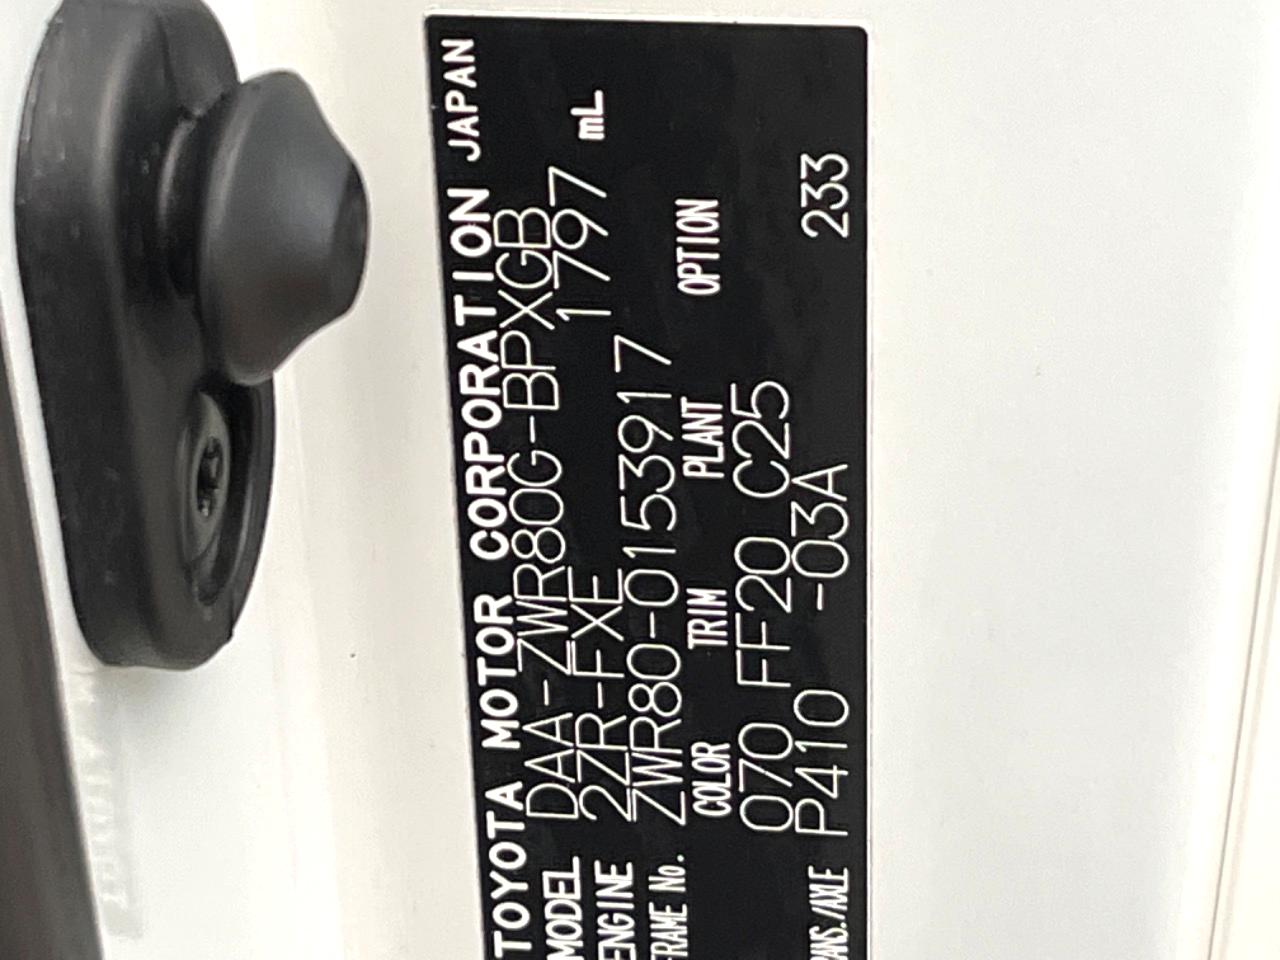 TOYOTA MOTOR CORPORATION JAPAN
MODEL DAA-ZWR80G-BPXGB
ENGINE 2ZR-FXE 1797 mL
FRAME No. ZWR80-0153917
COLOR TRIM PLANT OPTION
070 FF20 C25
RANS./AXLE P410 -03A 233